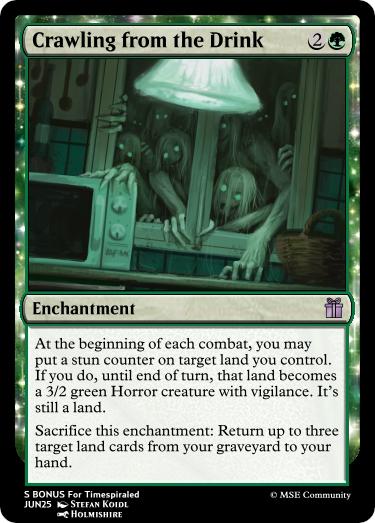 Crawling from the Drink 2
Enchantment
At the beginning of each combat, you may
put a stun counter on target land you control.
If you do, until end of turn, that land becomes
a 3/2 green Horror creature with vigilance. It's
still a land.
Sacrifice this enchantment: Return up to three
target land cards from your graveyard to your
hand.
S BONUS For Timespiraled
JUN25 Stefan Koidl
Holmishire
© MSE Community